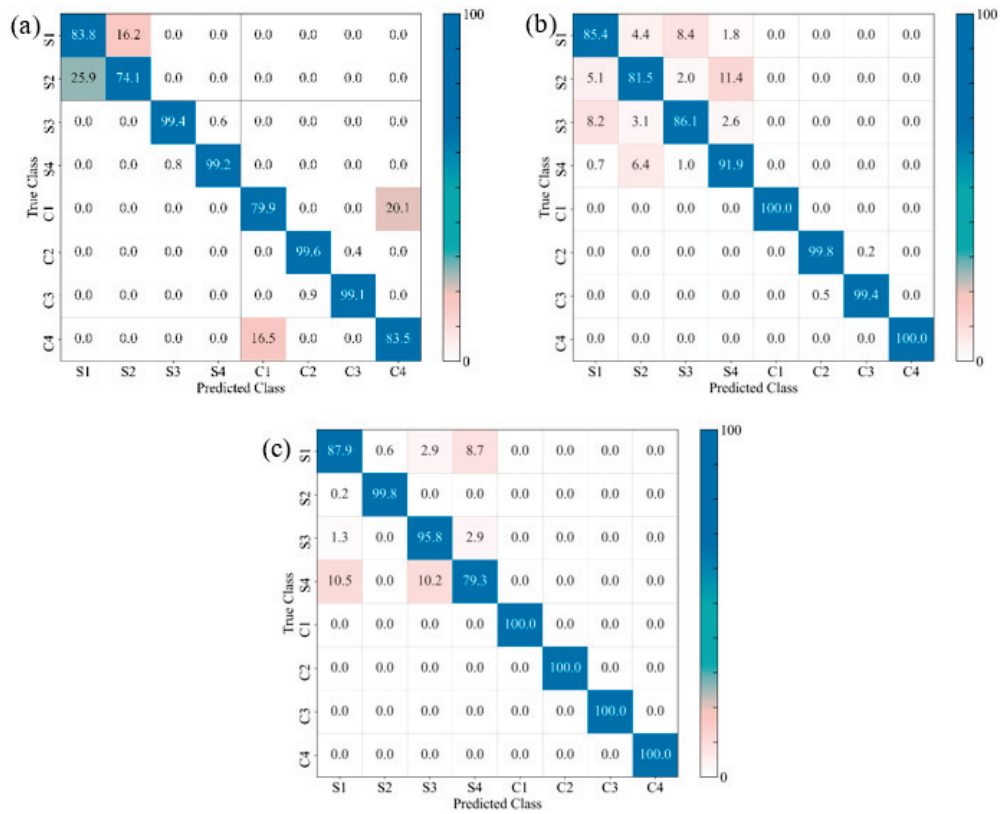 (a)
100
S1 83.8 16.2 0.0 0.0 0.0 0.0 0.0 0.0
S2 25.9 74.1 0.0 0.0 0.0 0.0 0.0 0.0
S3 0.0 0.0 99.4 0.6 0.0 0.0 0.0 0.0
S4 0.0 0.0 0.8 99.2 0.0 0.0 0.0 0.0
True Class
C1 0.0 0.0 0.0 0.0 79.9 0.0 0.0 20.1
C2 0.0 0.0 0.0 0.0 0.0 99.6 0.4 0.0
C3 0.0 0.0 0.0 0.0 0.0 0.9 99.1 0.0
C4 0.0 0.0 0.0 0.0 16.5 0.0 0.0 83.5
0
S1 S2 S3 S4 C1 C2 C3 C4
Predicted Class
(b)
100
S1 85.4 4.4 8.4 1.8 0.0 0.0 0.0 0.0
S2 5.1 81.5 2.0 11.4 0.0 0.0 0.0 0.0
S3 8.2 3.1 86.1 2.6 0.0 0.0 0.0 0.0
S4 0.7 6.4 1.0 91.9 0.0 0.0 0.0 0.0
True Class
C1 0.0 0.0 0.0 0.0 100.0 0.0 0.0 0.0
C2 0.0 0.0 0.0 0.0 0.0 99.8 0.2 0.0
C3 0.0 0.0 0.0 0.0 0.0 0.5 99.4 0.0
C4 0.0 0.0 0.0 0.0 0.0 0.0 0.0 100.0
0
S1 S2 S3 S4 C1 C2 C3 C4
Predicted Class
(c)
100
S1 87.9 0.6 2.9 8.7 0.0 0.0 0.0 0.0
S2 0.2 99.8 0.0 0.0 0.0 0.0 0.0 0.0
S3 1.3 0.0 95.8 2.9 0.0 0.0 0.0 0.0
S4 10.5 0.0 10.2 79.3 0.0 0.0 0.0 0.0
True Class
C1 0.0 0.0 0.0 0.0 100.0 0.0 0.0 0.0
C2 0.0 0.0 0.0 0.0 0.0 100.0 0.0 0.0
C3 0.0 0.0 0.0 0.0 0.0 0.0 100.0 0.0
C4 0.0 0.0 0.0 0.0 0.0 0.0 0.0 100.0
0
S1 S2 S3 S4 C1 C2 C3 C4
Predicted Class